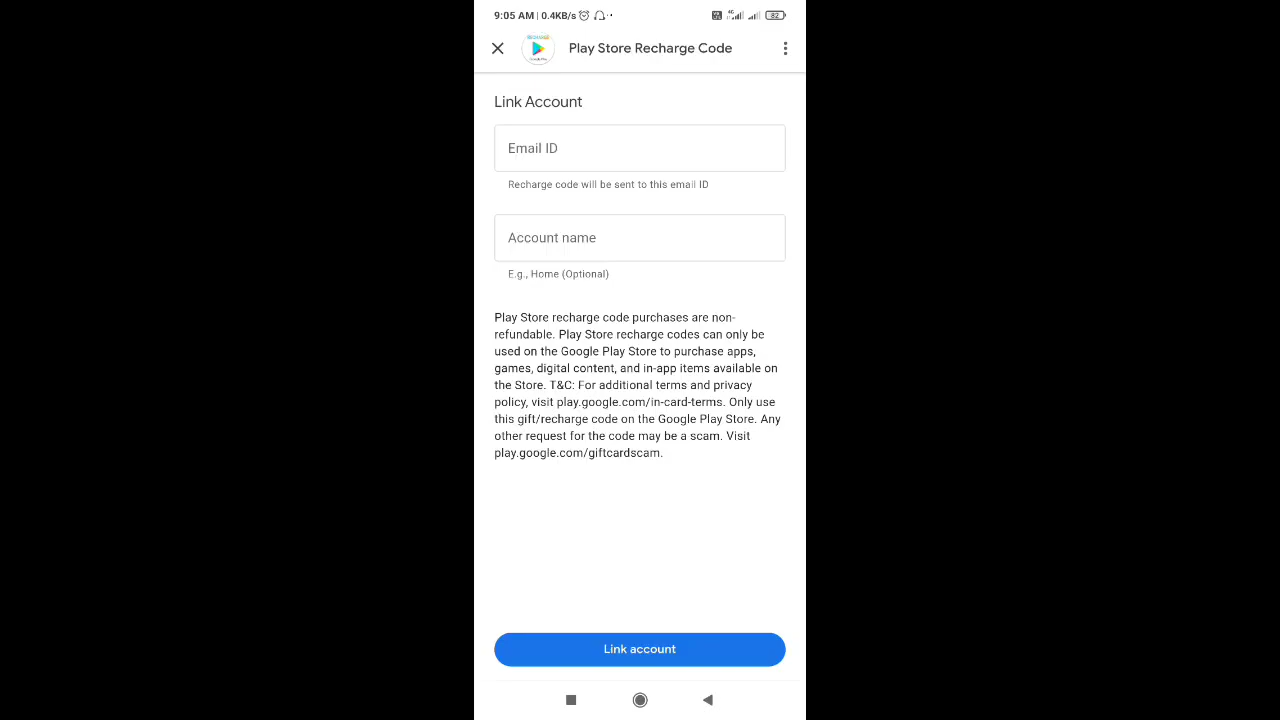 9:05 AM | 0.4KB/s
4G
82
RECHARGE
Google Play
Play Store Recharge Code
Link Account
Email ID
Recharge code will be sent to this email ID
Account name
E.g., Home (Optional)
Play Store recharge code purchases are non-
refundable. Play Store recharge codes can only be
used on the Google Play Store to purchase apps,
games, digital content, and in-app items available on
the Store. T&C: For additional terms and privacy
policy, visit play.google.com/in-card-terms. Only use
this gift/recharge code on the Google Play Store. Any
other request for the code may be a scam. Visit
play.google.com/giftcardscam.
Link account